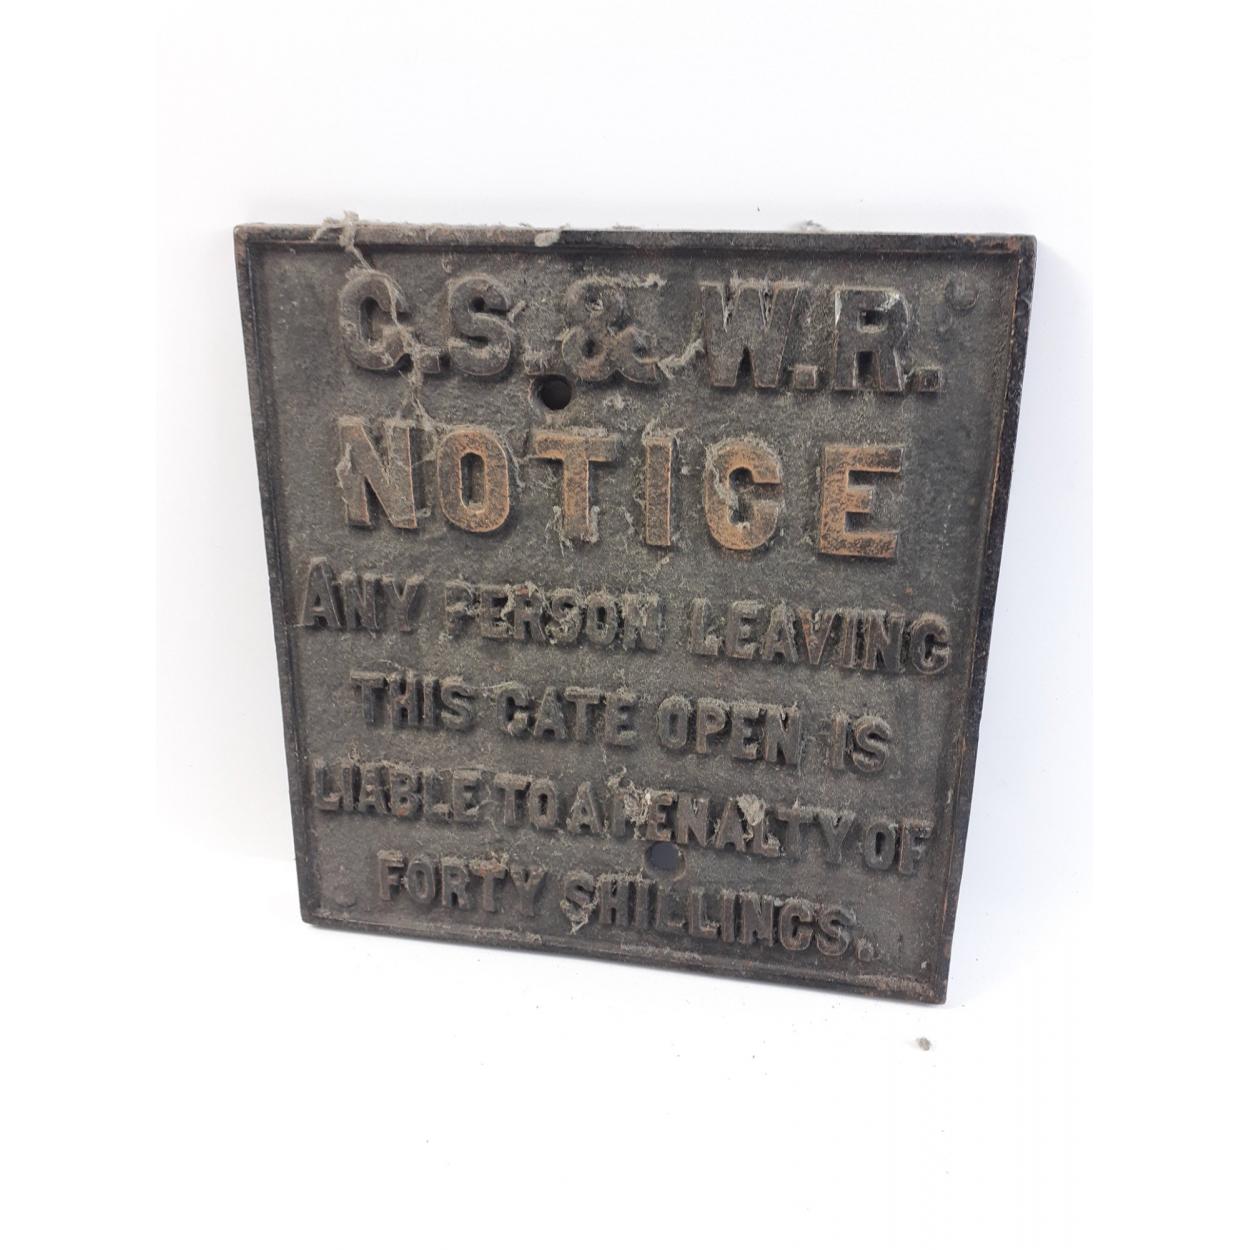 G.S.& W.R.
NOTICE
ANY PERSON LEAVING
THIS GATE OPEN IS
LIABLE TO A PENALTY OF
FORTY SHILLINGS.